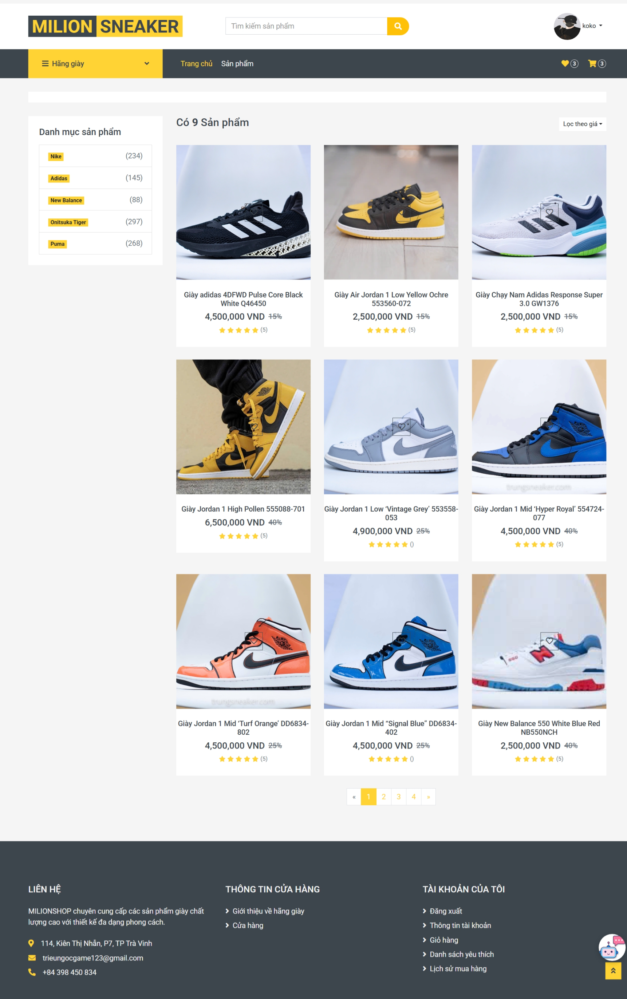 MILION SNEAKER
Tìm kiếm sản phẩm
koko
Hãng giày
Trang chủ
Sản phẩm
3
3
Danh mục sản phẩm
Nike (234)
Adidas (145)
New Balance (88)
Onitsuka Tiger (297)
Puma (268)
Có 9 Sản phẩm
Lọc theo giá
Giày adidas 4DFWD Pulse Core Black
White Q46450
4,500,000 VND 15%
(5)
Giày Air Jordan 1 Low Yellow Ochre
553560-072
2,500,000 VND 15%
(5)
Giày Chạy Nam Adidas Response Super
3.0 GW1376
2,500,000 VND 15%
(5)
Giày Jordan 1 High Pollen 555088-701
6,500,000 VND 40%
(5)
Giày Jordan 1 Low ‘Vintage Grey’ 553558-
053
4,900,000 VND 25%
()
trungsneaker.com
Giày Jordan 1 Mid ‘Hyper Royal’ 554724-
077
4,500,000 VND 40%
(5)
trungsneaker.com
Giày Jordan 1 Mid ‘Turf Orange’ DD6834-
802
4,500,000 VND 25%
(5)
Giày Jordan 1 Mid “Signal Blue” DD6834-
402
4,500,000 VND 25%
()
550
N
Giày New Balance 550 White Blue Red
NB550NCH
2,500,000 VND 40%
(5)
« 1 2 3 4 »
LIÊN HỆ
MILIONSHOP chuyên cung cấp các sản phẩm giày chất
lượng cao với thiết kế đa dạng phong cách.
114, Kiên Thị Nhẫn, P7, TP Trà Vinh
trieungocgame123@gmail.com
+84 398 450 834
THÔNG TIN CỬA HÀNG
Giới thiệu về hãng giày
Cửa hàng
TÀI KHOẢN CỦA TÔI
Đăng xuất
Thông tin tài khoản
Giỏ hàng
Danh sách yêu thích
Lịch sử mua hàng